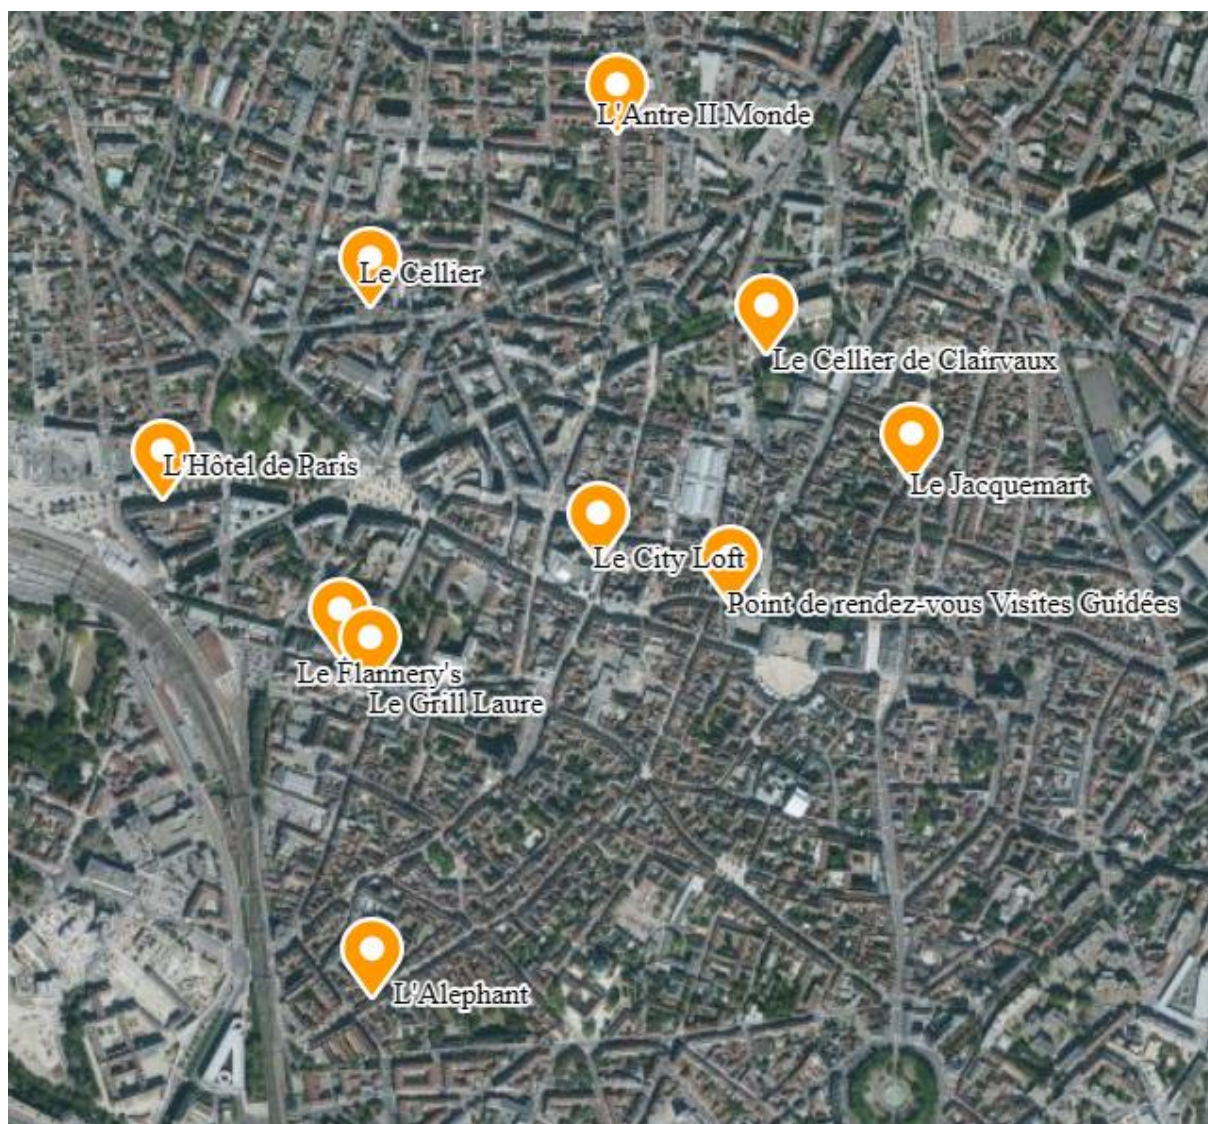 L'Antre II Monde
Le Cellier
Le Cellier de Clairvaux
L'Hôtel de Paris
Le Jacquemart
Le City Loft
Point de rendez-vous Visites Guidées
Le Flannery's
Le Grill Laure
L'Alephant